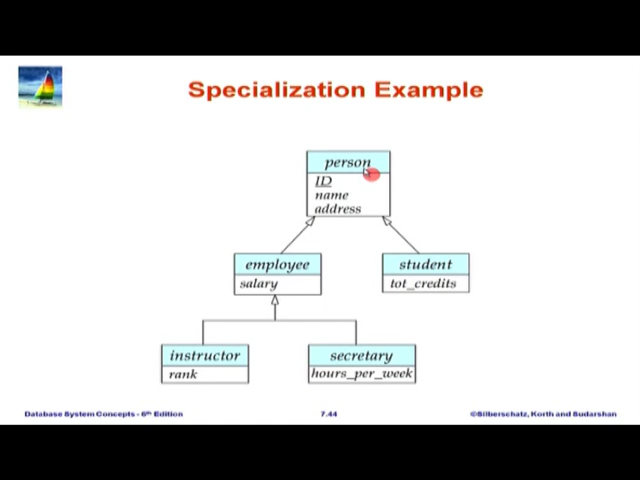 Specialization Example
person
ID
name
address
employee
salary
student
tot_credits
instructor
rank
secretary
hours_per_week
Database System Concepts - 6th Edition
7.44
©Silberschatz, Korth and Sudarshan